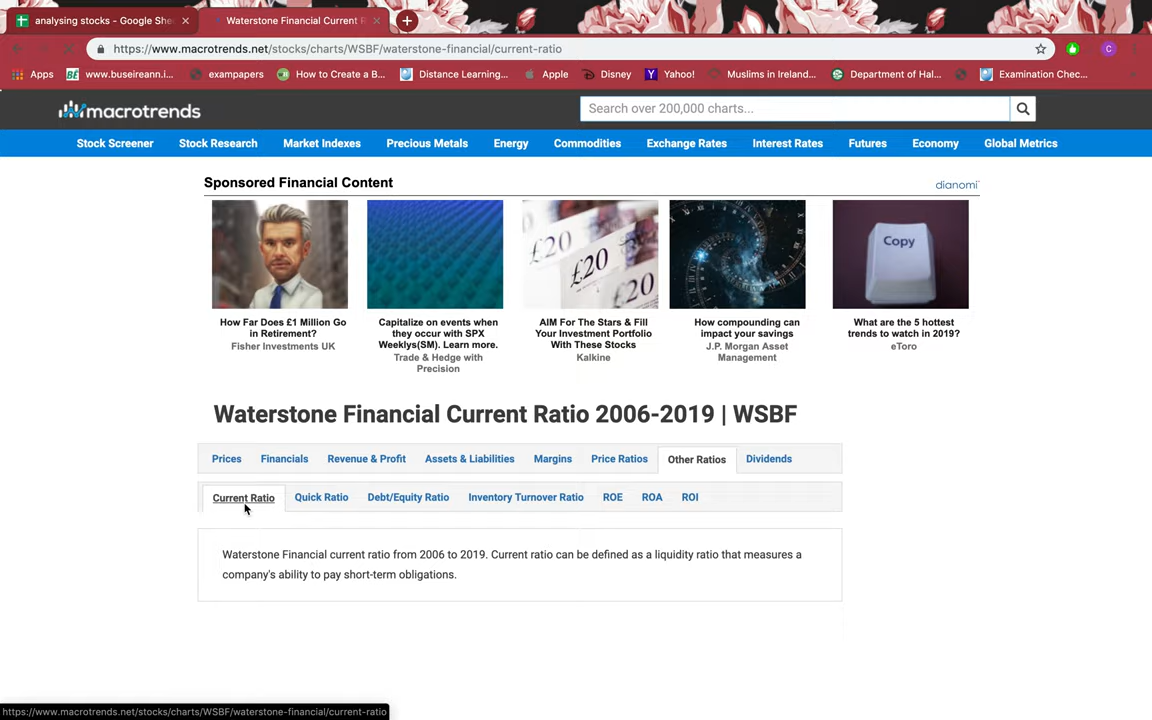 analysing stocks - Google She
Waterstone Financial Current R
https://www.macrotrends.net/stocks/charts/WSBF/waterstone-financial/current-ratio
C
Apps
BÉ www.buseireann.i...
exampapers
How to Create a B...
Distance Learning...
Apple
Disney
Y Yahoo!
Muslims in Ireland...
Department of Hal...
Examination Chec...
macrotrends
Search over 200,000 charts...
Stock Screener Stock Research Market Indexes Precious Metals Energy Commodities Exchange Rates Interest Rates Futures Economy Global Metrics
Sponsored Financial Content
dianomi
£20
£20
£20
Copy
How Far Does £1 Million Go
in Retirement?
Fisher Investments UK
Capitalize on events when
they occur with SPX
Weeklys(SM). Learn more.
Trade & Hedge with
Precision
AIM For The Stars & Fill
Your Investment Portfolio
With These Stocks
Kalkine
How compounding can
impact your savings
J.P. Morgan Asset
Management
What are the 5 hottest
trends to watch in 2019?
eToro
Waterstone Financial Current Ratio 2006-2019 | WSBF
Prices Financials Revenue & Profit Assets & Liabilities Margins Price Ratios Other Ratios Dividends
Current Ratio Quick Ratio Debt/Equity Ratio Inventory Turnover Ratio ROE ROA ROI
Waterstone Financial current ratio from 2006 to 2019. Current ratio can be defined as a liquidity ratio that measures a
company's ability to pay short-term obligations.
https://www.macrotrends.net/stocks/charts/WSBF/waterstone-financial/current-ratio